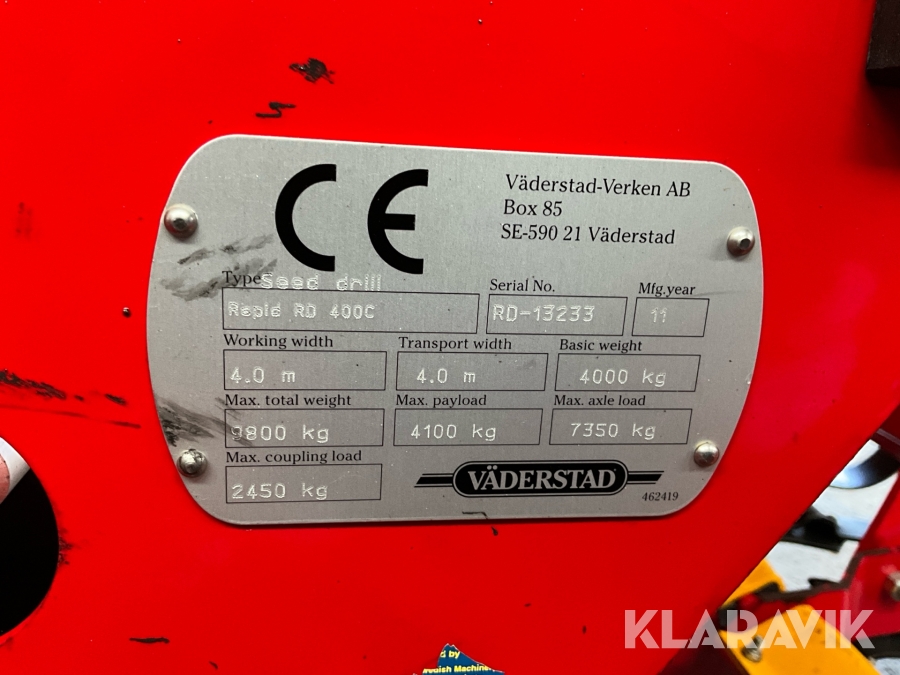 CE
Väderstad-Verken AB
Box 85
SE-590 21 Väderstad
Type Seed drill
Serial No.
Mfg.year
Rapid RD 400C
RD-13233
11
Working width
Transport width
Basic weight
4.0 m
4.0 m
4000 kg
Max. total weight
Max. payload
Max. axle load
9800 kg
4100 kg
7350 kg
Max. coupling load
2450 kg
VÄDERSTAD
462419
KLARAVIK
d by
wedish Machiner